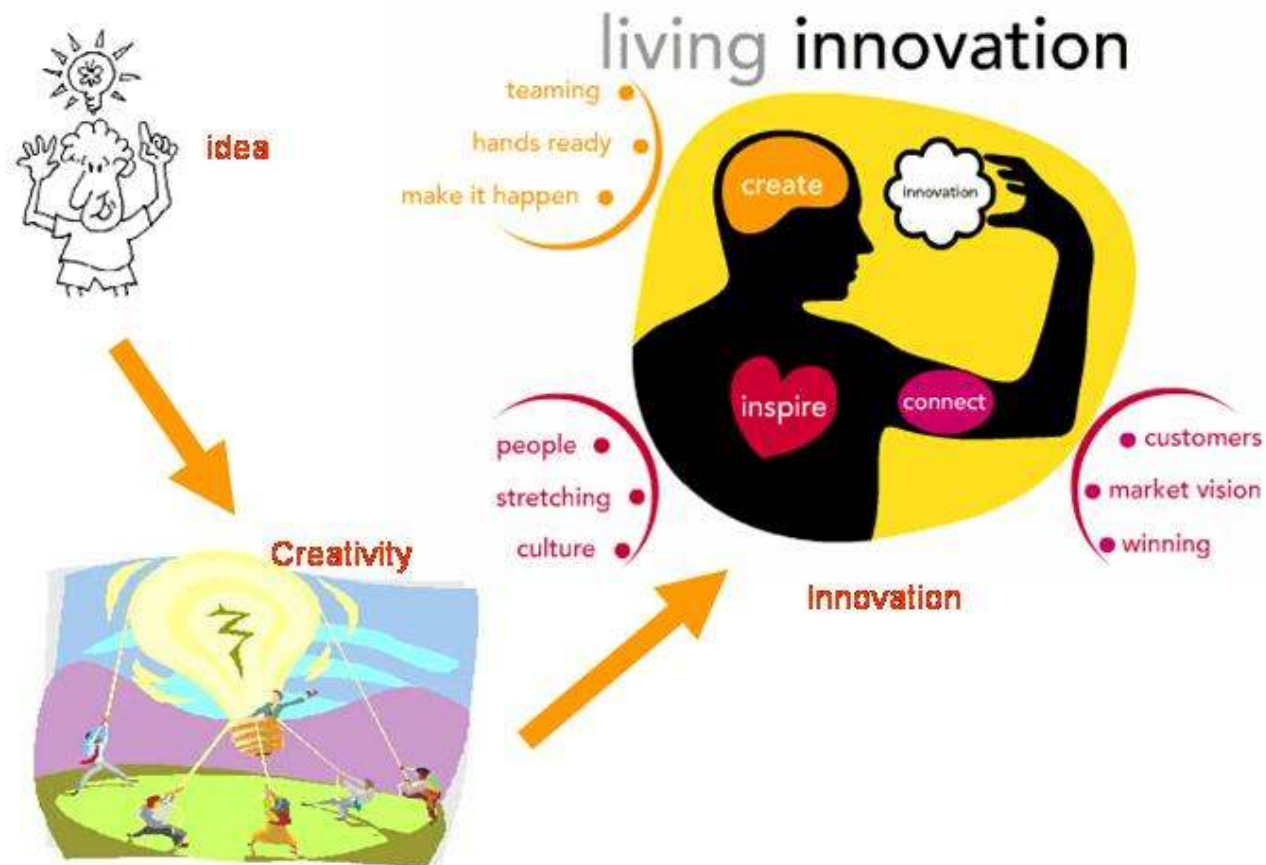 living innovation
idea
teaming
hands ready
make it happen
create
innovation
inspire
connect
people
stretching
culture
customers
market vision
winning
Creativity
Innovation